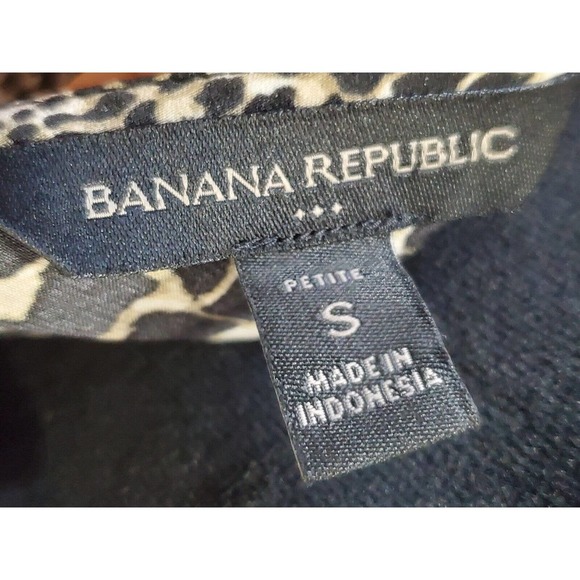 BANANA REPUBLIC
PETITE
S
MADE IN
INDONESIA